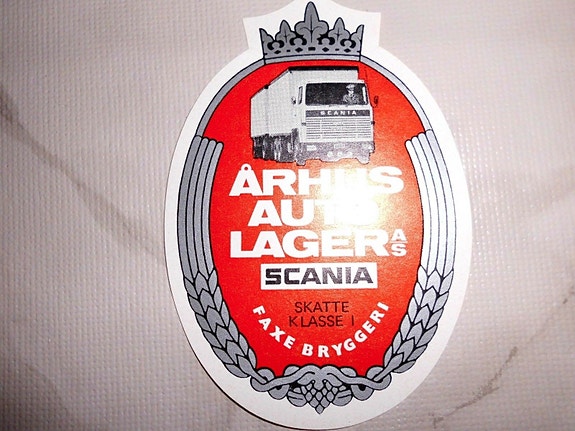 SCANIA
ÅRHUS
AUTO
LAGER A/S
SCANIA
SKATTE
KLASSE I
FAXE BRYGGERI